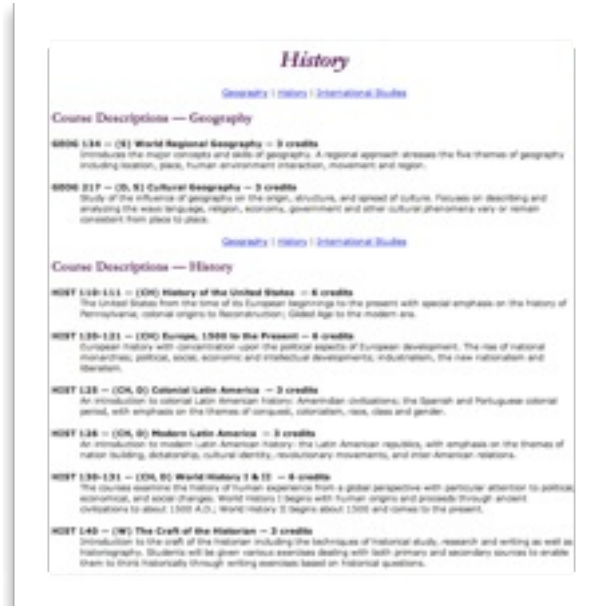 History
Geography | History | International Studies
Course Descriptions — Geography
GEOG 134 — (S) World Regional Geography — 3 credits
Introduces the major concepts and skills of geography. A regional approach stresses the five themes of geography
including location, place, human environment interaction, movement and region.
GEOG 217 — (D, S) Cultural Geography — 3 credits
Study of the influence of geography on the origin, structure, and spread of culture. Focuses on describing and
analyzing the ways language, religion, economy, government and other cultural phenomena vary or remain
consistent from place to place.
Geography | History | International Studies
Course Descriptions — History
HIST 110-111 — (CH) History of the United States — 6 credits
The United States from the time of its European beginnings to the present with special emphasis on the history of
Pennsylvania; colonial origins to Reconstruction; Gilded Age to the modern era.
HIST 120-121 — (CH) Europe, 1500 to the Present — 6 credits
European history with concentration upon the political aspects of European development. The rise of national
monarchies; political, social, economic and intellectual developments; industrialism, the new nationalism and
liberalism.
HIST 125 — (CH, D) Colonial Latin America — 3 credits
An introduction to colonial Latin American history: Amerindian civilizations; the Spanish and Portuguese colonial
period, with emphasis on the themes of conquest, colonialism, race, class and gender.
HIST 126 — (CH, D) Modern Latin America — 3 credits
An introduction to modern Latin American history: the Latin American republics, with emphasis on the themes of
nation building, dictatorship, cultural identity, revolutionary movements, and inter American relations.
HIST 130-131 — (CH, D) World History I & II — 6 credits
The courses examine the history of human experience from a global perspective with particular attention to political,
economical, and social changes; World History I begins with human origins and proceeds through ancient
civilizations to about 1500 A.D.; World History II begins about 1500 and comes to the present.
HIST 140 — (W) The Craft of the Historian — 3 credits
Introduction to the craft of the historian including the techniques of historical study, research and writing as well as
historiography. Students will be given various exercises dealing with both primary and secondary sources to enable
them to think historically through writing exercises based on historical questions.